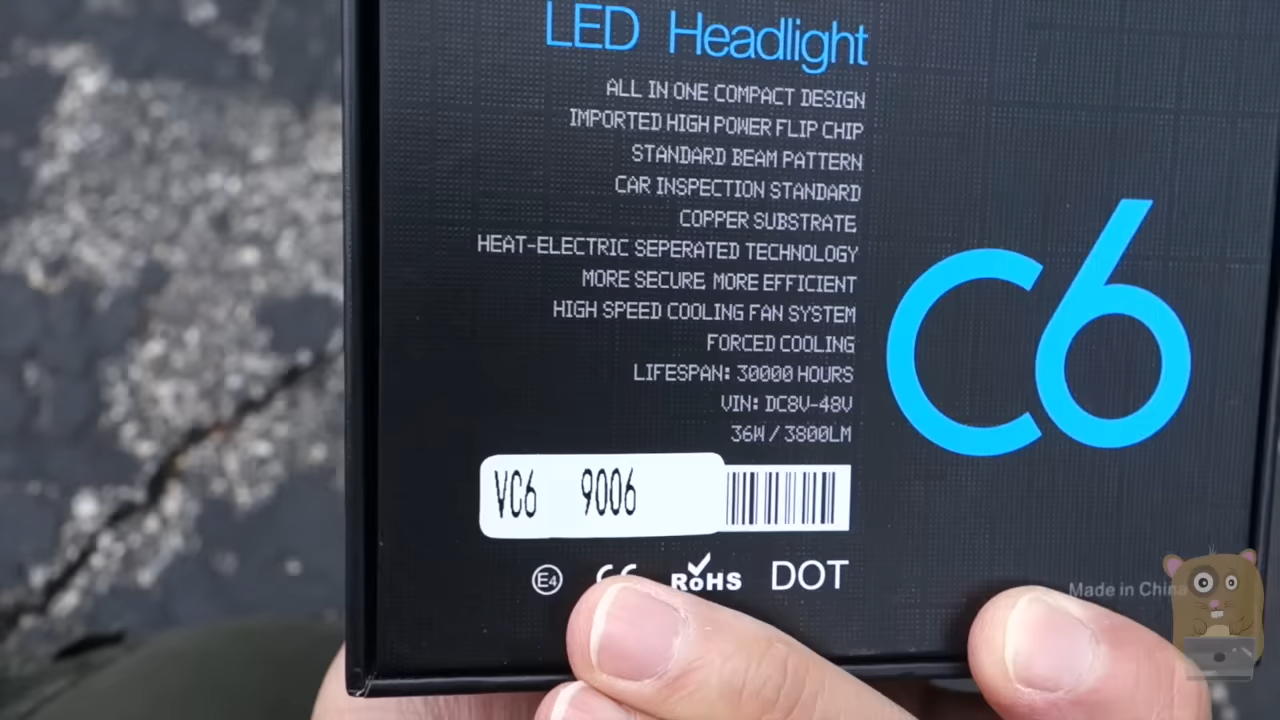 LED Headlight
ALL IN ONE COMPACT DESIGN
IMPORTED HIGH POWER FLIP CHIP
STANDARD BEAM PATTERN
CAR INSPECTION STANDARD
COPPER SUBSTRATE
HEAT-ELECTRIC SEPERATED TECHNOLOGY
MORE SECURE, MORE EFFICIENT
HIGH SPEED COOLING FAN SYSTEM
FORCED COOLING
LIFESPAN: 30000 HOURS
VIN: DC8V-48V
36W / 3800LM
C6
VC6 9006
E4 CE RoHS DOT
Made in China